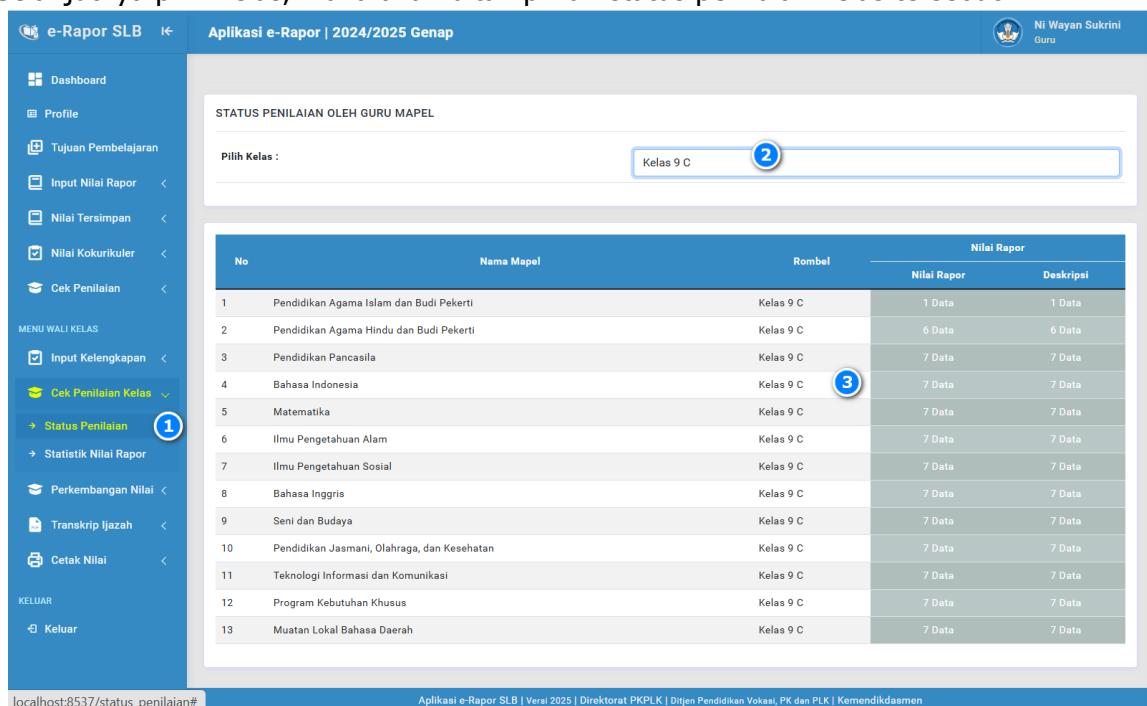 e-Rapor SLB
Aplikasi e-Rapor | 2024/2025 Genap
Ni Wayan Sukrini
Guru
Dashboard
Profile
Tujuan Pembelajaran
Input Nilai Rapor
Nilai Tersimpan
Nilai Kokurikuler
Cek Penilaian
MENU WALI KELAS
Input Kelengkapan
Cek Penilaian Kelas
Status Penilaian 1
Statistik Nilai Rapor
Perkembangan Nilai
Transkrip Ijazah
Cetak Nilai
KELUAR
Keluar
localhost:8537/status_penilaian#
STATUS PENILAIAN OLEH GURU MAPEL
Pilih Kelas : Kelas 9 C 2
No Nama Mapel Rombel Nilai Rapor
Nilai Rapor Deskripsi
1 Pendidikan Agama Islam dan Budi Pekerti Kelas 9 C 1 Data 1 Data
2 Pendidikan Agama Hindu dan Budi Pekerti Kelas 9 C 6 Data 6 Data
3 Pendidikan Pancasila Kelas 9 C 7 Data 7 Data
4 Bahasa Indonesia Kelas 9 C 3 7 Data 7 Data
5 Matematika Kelas 9 C 7 Data 7 Data
6 Ilmu Pengetahuan Alam Kelas 9 C 7 Data 7 Data
7 Ilmu Pengetahuan Sosial Kelas 9 C 7 Data 7 Data
8 Bahasa Inggris Kelas 9 C 7 Data 7 Data
9 Seni dan Budaya Kelas 9 C 7 Data 7 Data
10 Pendidikan Jasmani, Olahraga, dan Kesehatan Kelas 9 C 7 Data 7 Data
11 Teknologi Informasi dan Komunikasi Kelas 9 C 7 Data 7 Data
12 Program Kebutuhan Khusus Kelas 9 C 7 Data 7 Data
13 Muatan Lokal Bahasa Daerah Kelas 9 C 7 Data 7 Data
Aplikasi e-Rapor SLB | Versi 2025 | Direktorat PKPLK | Ditjen Pendidikan Vokasi, PK dan PLK | Kemendikdasmen